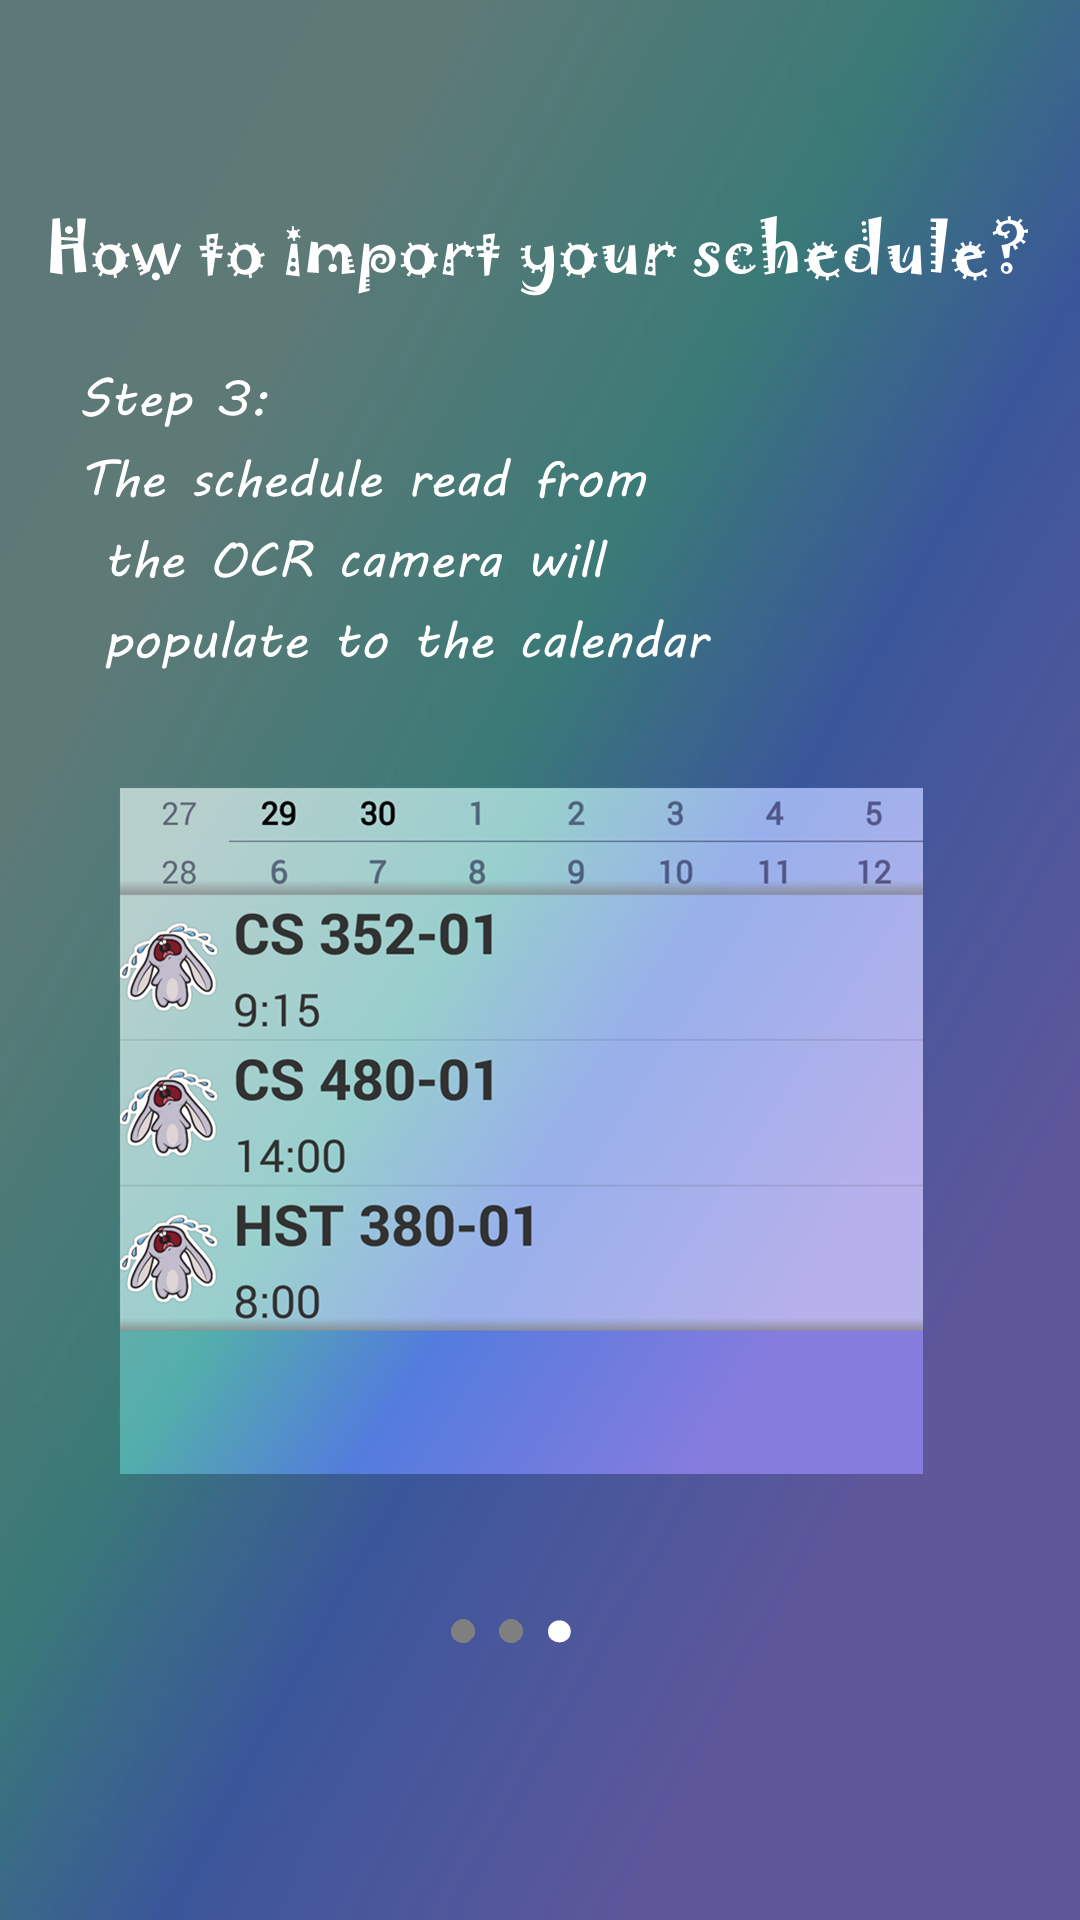 How to import your schedule?
Step 3:
The schedule read from
the OCR camera will
populate to the calendar
27 29 30 1 2 3 4 5
28 6 7 8 9 10 11 12
CS 352-01
9:15
CS 480-01
14:00
HST 380-01
8:00